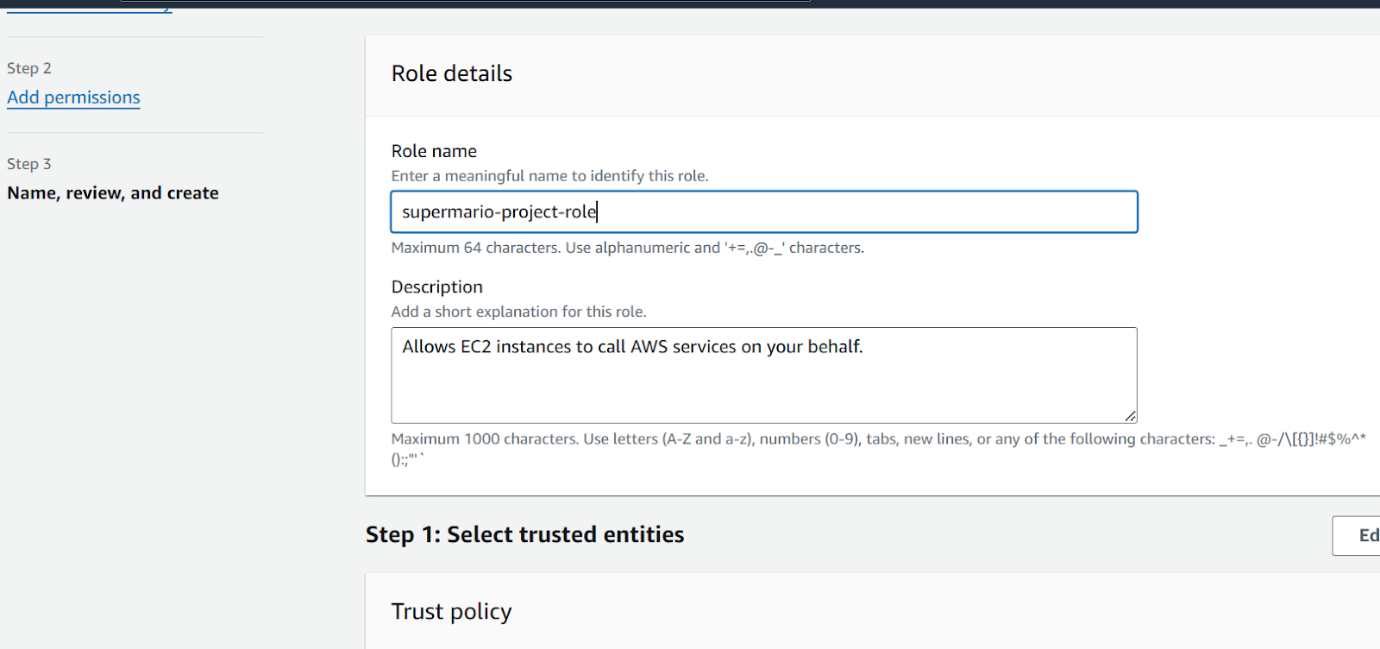 Step 2
Add permissions
Step 3
Name, review, and create
Role details
Role name
Enter a meaningful name to identify this role.
supermario-project-role
Maximum 64 characters. Use alphanumeric and '+=,.@-_' characters.
Description
Add a short explanation for this role.
Allows EC2 instances to call AWS services on your behalf.
Maximum 1000 characters. Use letters (A-Z and a-z), numbers (0-9), tabs, new lines, or any of the following characters: _+=,. @-/\[{}]!#$%^*
();:"'`
Step 1: Select trusted entities
Ed
Trust policy